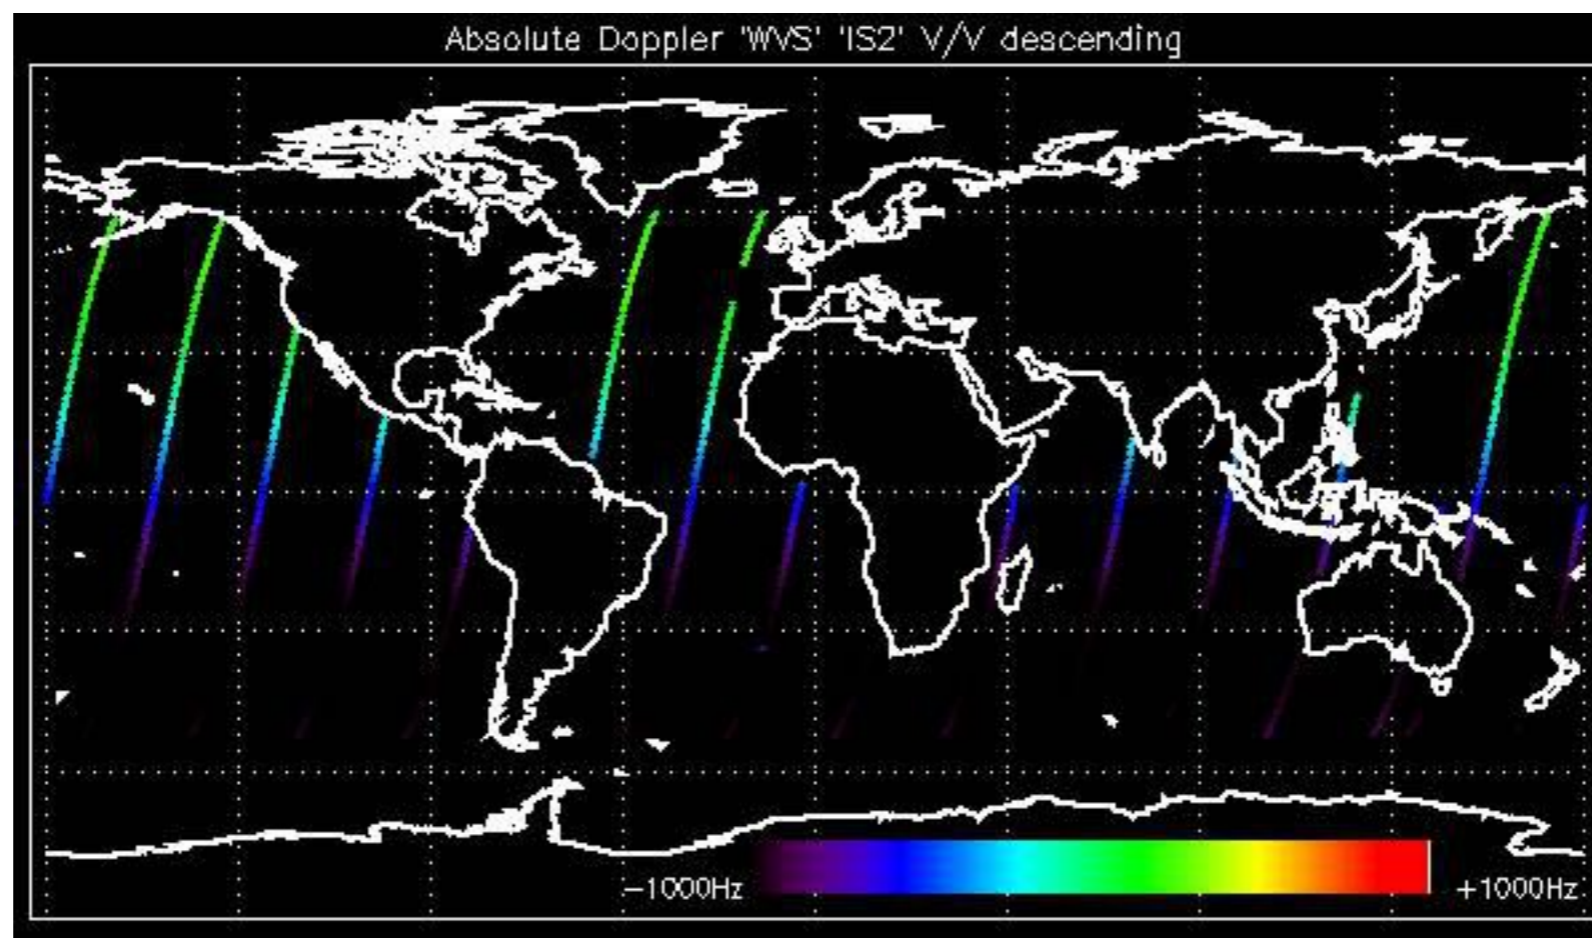 Absolute Doppler 'WVS' 'IS2' V/V descending
−1000Hz +1000Hz